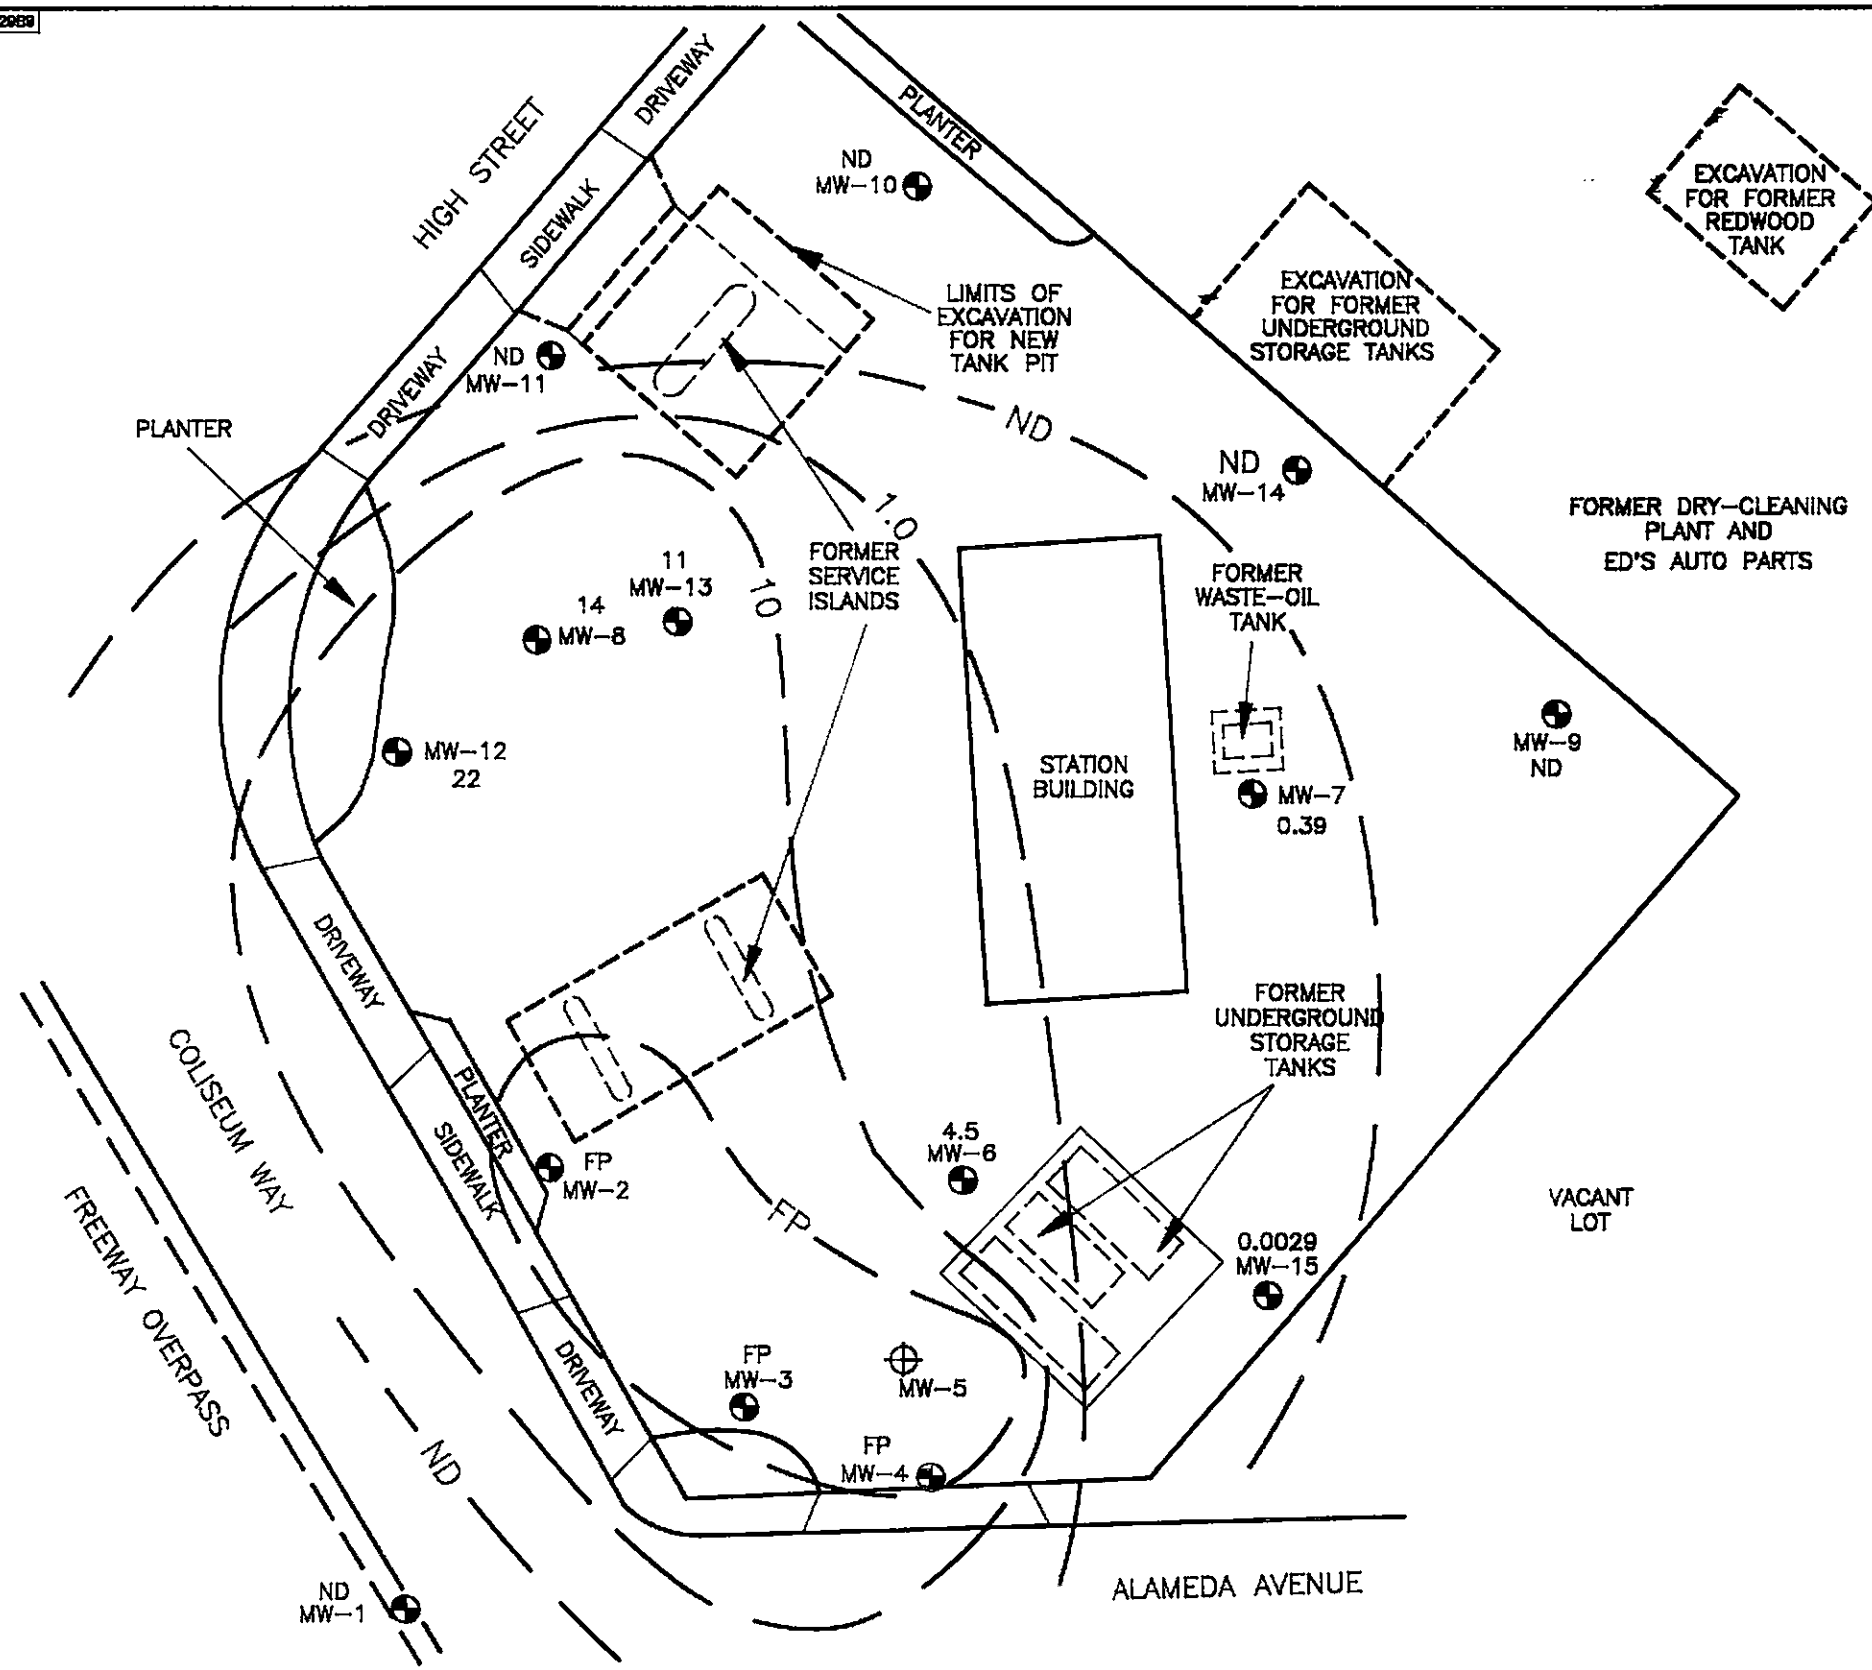 2989
DRIVEWAY
HIGH STREET
SIDEWALK
PLANTER
ND
MW-10
EXCAVATION
FOR FORMER
REDWOOD
TANK
LIMITS OF
EXCAVATION
FOR NEW
TANK PIT
EXCAVATION
FOR FORMER
UNDERGROUND
STORAGE TANKS
ND
MW-11
DRIVEWAY
PLANTER
ND
ND
MW-14
1.0
FORMER DRY-CLEANING
PLANT AND
ED'S AUTO PARTS
FORMER
SERVICE
ISLANDS
11
MW-13
10
14
MW-8
FORMER
WASTE-OIL
TANK
MW-12
22
STATION
BUILDING
MW-7
0.39
MW-9
ND
DRIVEWAY
FORMER
UNDERGROUND
STORAGE
TANKS
COLISEUM WAY
PLANTER
SIDEWALK
FP
MW-2
FP
4.5
MW-6
VACANT
LOT
0.0029
MW-15
FREEWAY OVERPASS
DRIVEWAY
FP
MW-3
MW-5
FP
MW-4
ND
ND
MW-1
ALAMEDA AVENUE